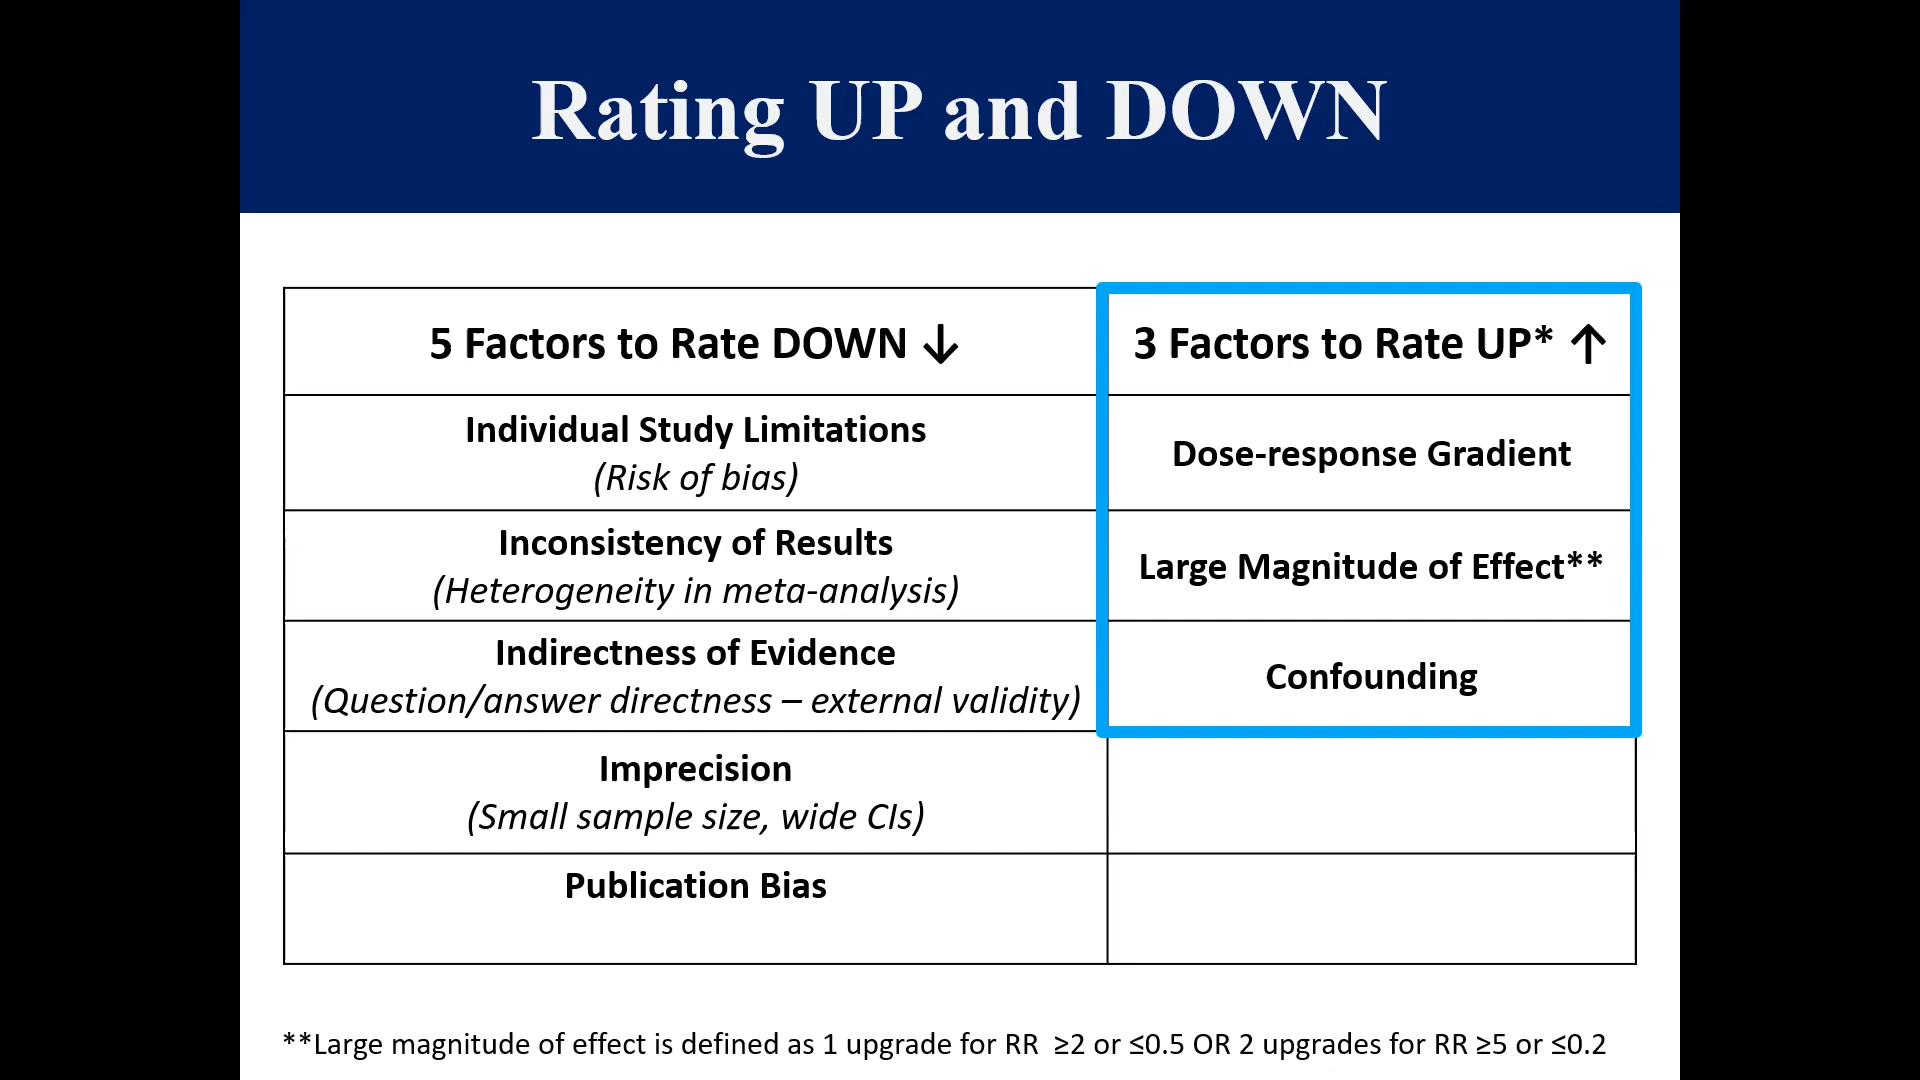 Rating UP and DOWN
5 Factors to Rate DOWN ↓
3 Factors to Rate UP* ↑
Individual Study Limitations
(Risk of bias)
Dose-response Gradient
Inconsistency of Results
(Heterogeneity in meta-analysis)
Large Magnitude of Effect**
Indirectness of Evidence
(Question/answer directness – external validity)
Confounding
Imprecision
(Small sample size, wide CIs)
Publication Bias
**Large magnitude of effect is defined as 1 upgrade for RR ≥2 or ≤0.5 OR 2 upgrades for RR ≥5 or ≤0.2